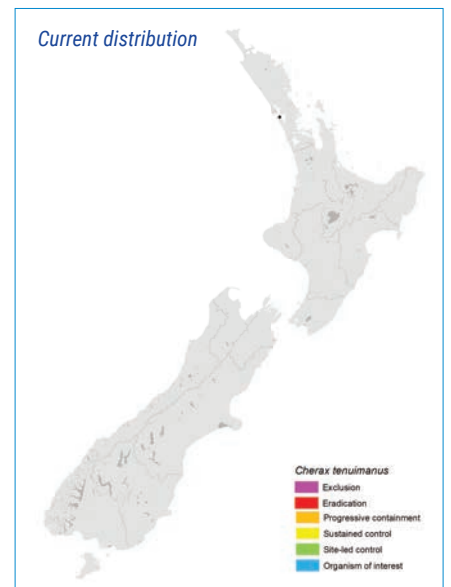 Current distribution
Cherax tenuimanus
Exclusion
Eradication
Progressive containment
Sustained control
Site-led control
Organism of interest